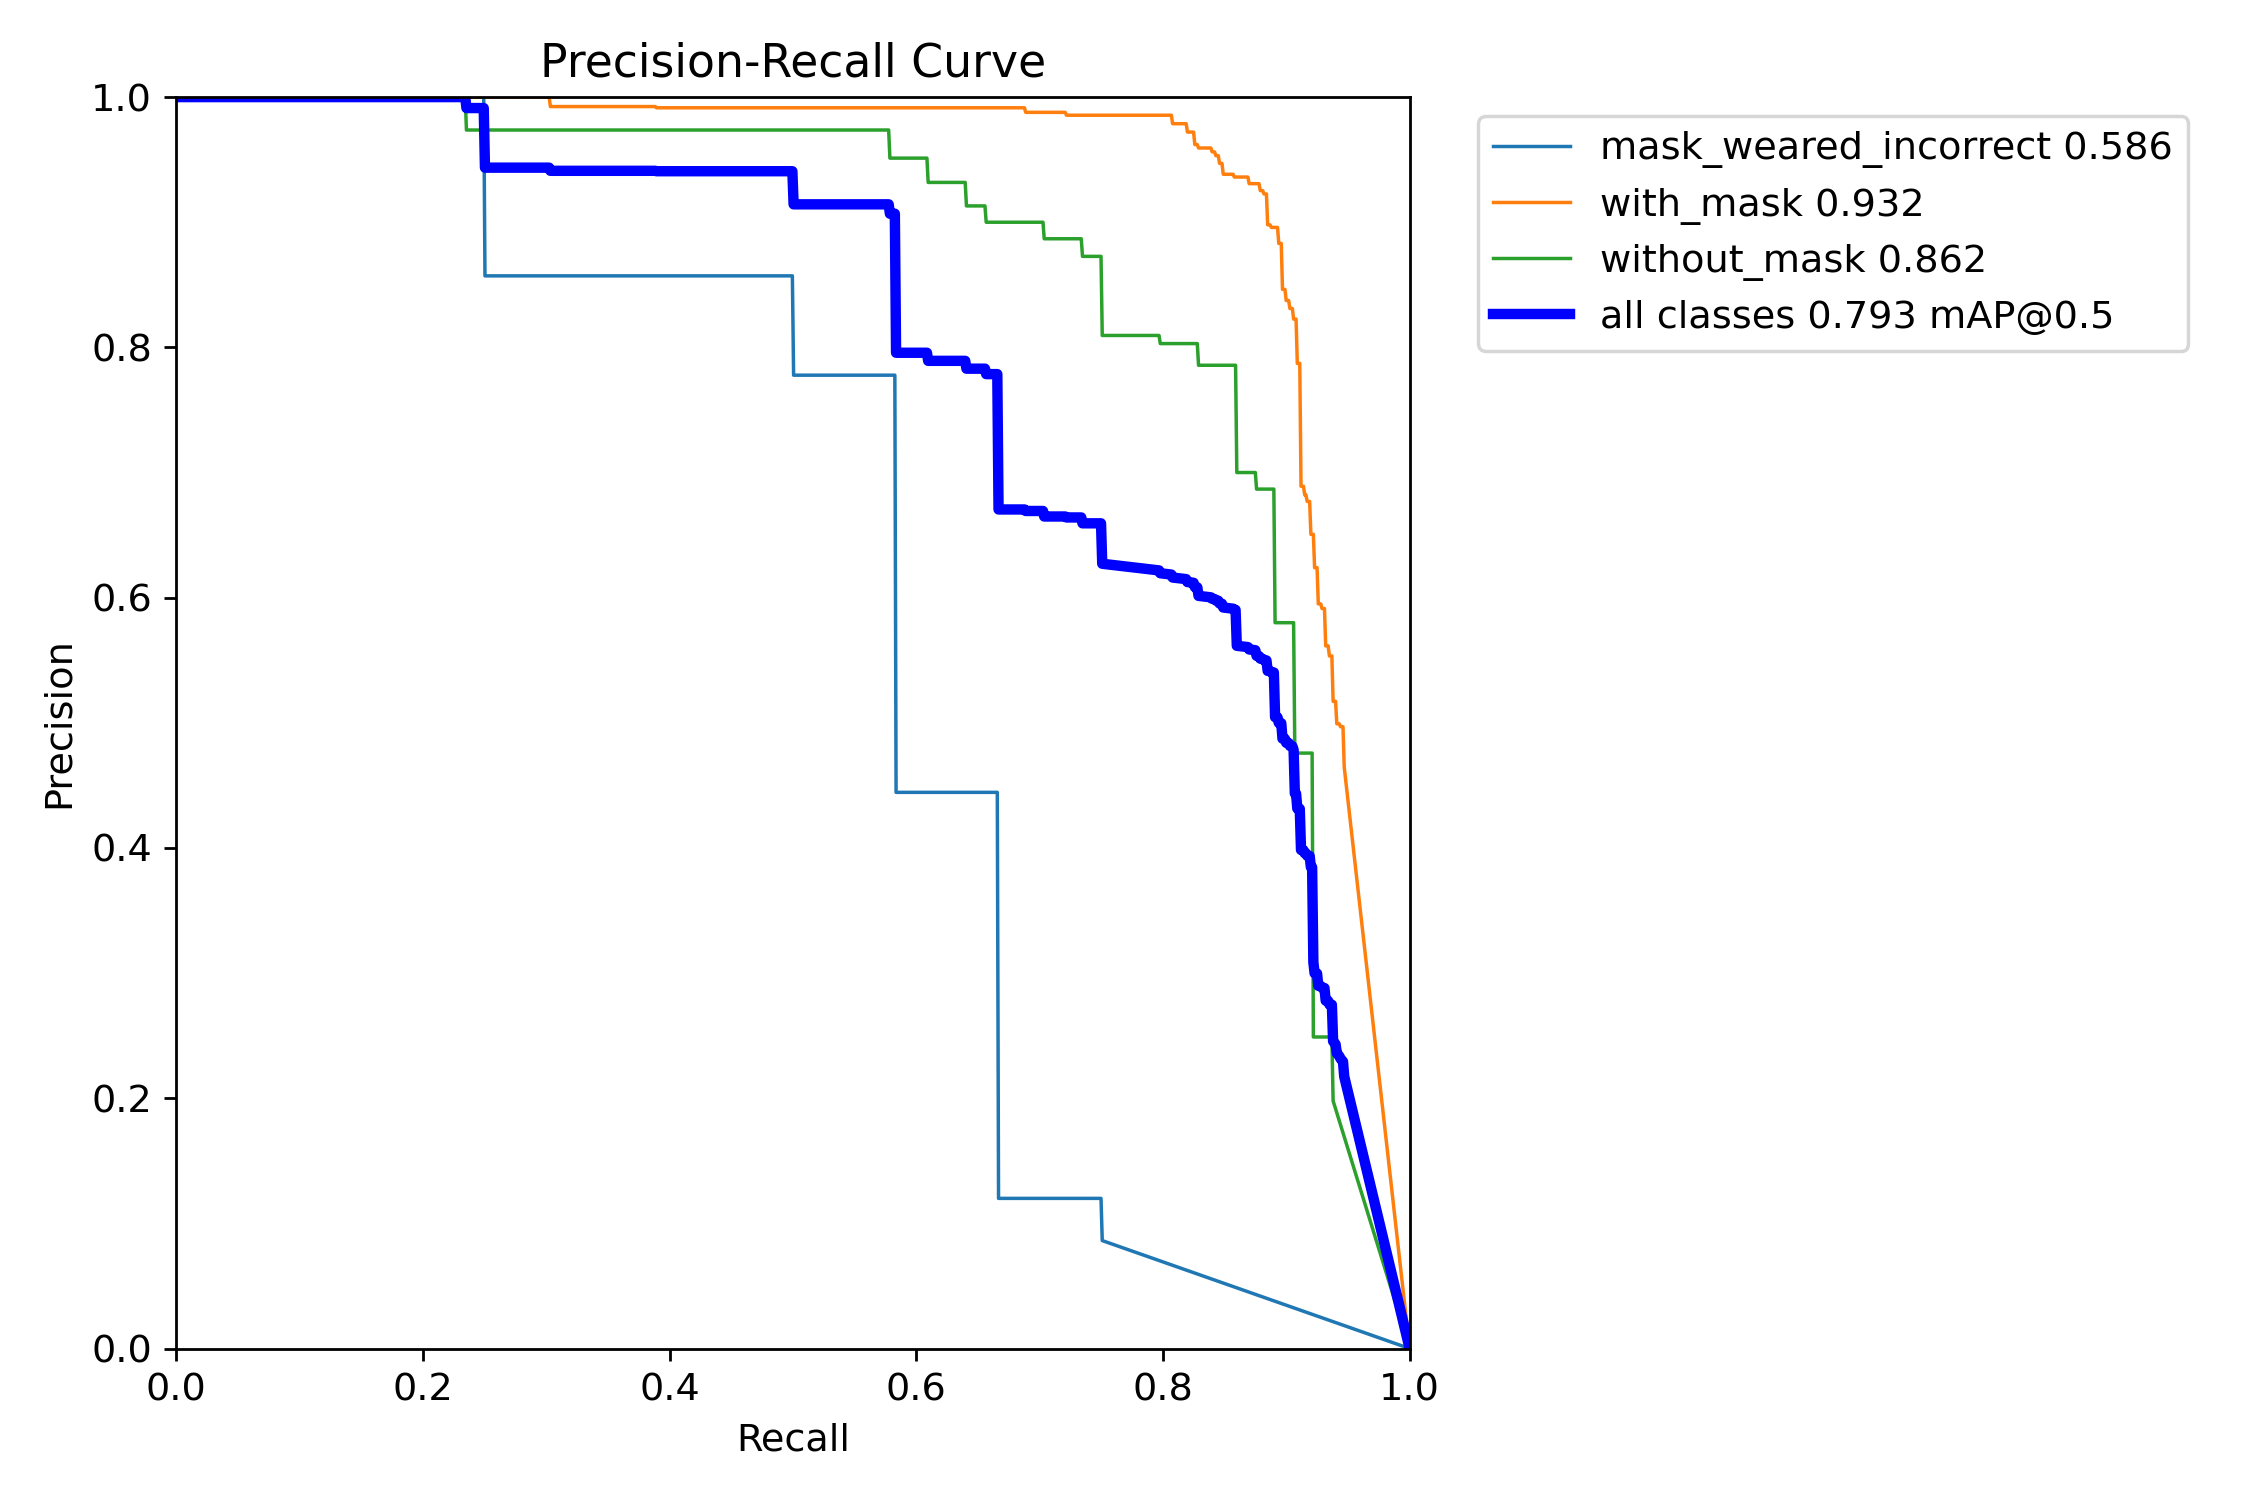 Precision-Recall Curve
1.0
0.8
0.6
0.4
0.2
0.0
Precision
0.0 0.2 0.4 0.6 0.8 1.0
Recall
mask_weared_incorrect 0.586
with_mask 0.932
without_mask 0.862
all classes 0.793 mAP@0.5